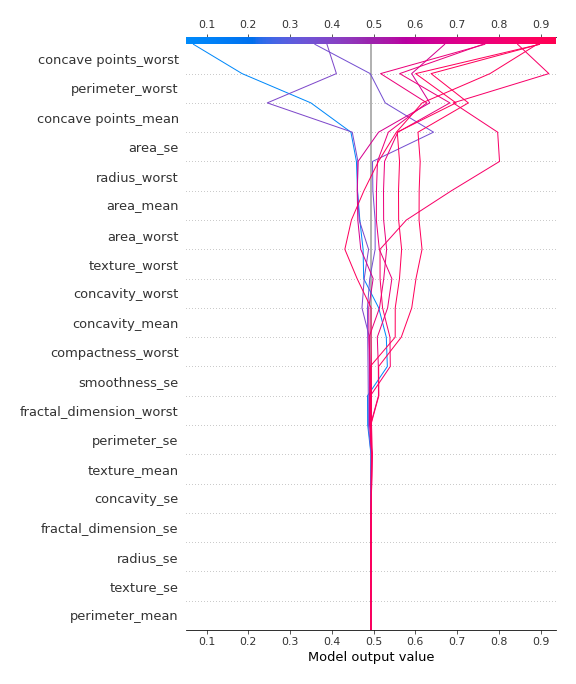 0.1 0.2 0.3 0.4 0.5 0.6 0.7 0.8 0.9
concave points_worst
perimeter_worst
concave points_mean
area_se
radius_worst
area_mean
area_worst
texture_worst
concavity_worst
concavity_mean
compactness_worst
smoothness_se
fractal_dimension_worst
perimeter_se
texture_mean
concavity_se
fractal_dimension_se
radius_se
texture_se
perimeter_mean
0.1 0.2 0.3 0.4 0.5 0.6 0.7 0.8 0.9
Model output value